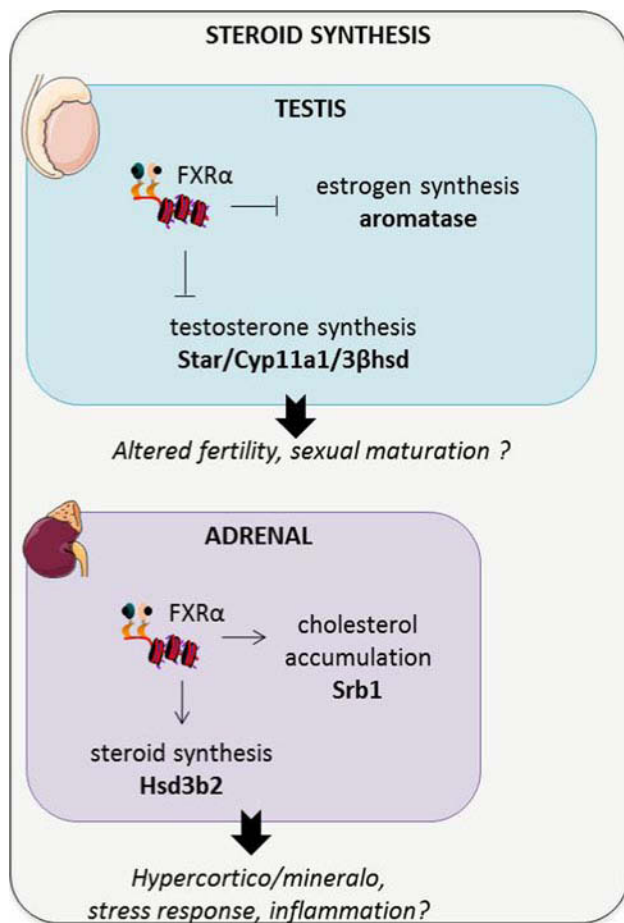 STEROID SYNTHESIS
TESTIS
FXRα
estrogen synthesis
aromatase
testosterone synthesis
Star/Cyp11a1/3βhsd
Altered fertility, sexual maturation ?
ADRENAL
FXRα
cholesterol
accumulation
Srb1
steroid synthesis
Hsd3b2
Hypercortico/mineralo,
stress response, inflammation?